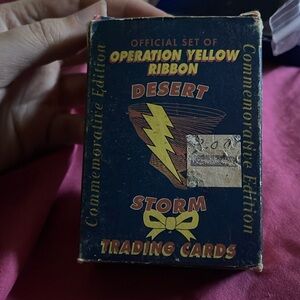 OFFICIAL SET OF
OPERATION YELLOW
RIBBON
DESERT
STORM
TRADING CARDS
Commemorative Edition
Commemorative Edition